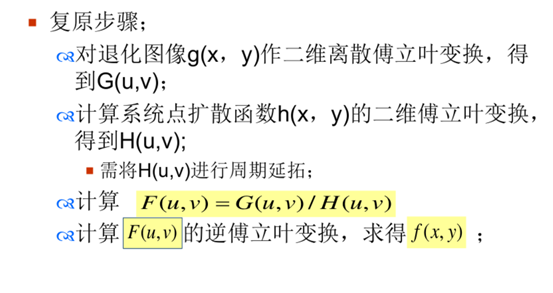 复原步骤；
对退化图像g(x，y)作二维离散傅立叶变换，得
到G(u,v)；
计算系统点扩散函数h(x，y)的二维傅立叶变换，
得到H(u,v);
需将H(u,v)进行周期延拓；
计算 F(u,v)=G(u,v)/H(u,v)
计算F(u,v)的逆傅立叶变换，求得f(x,y)；